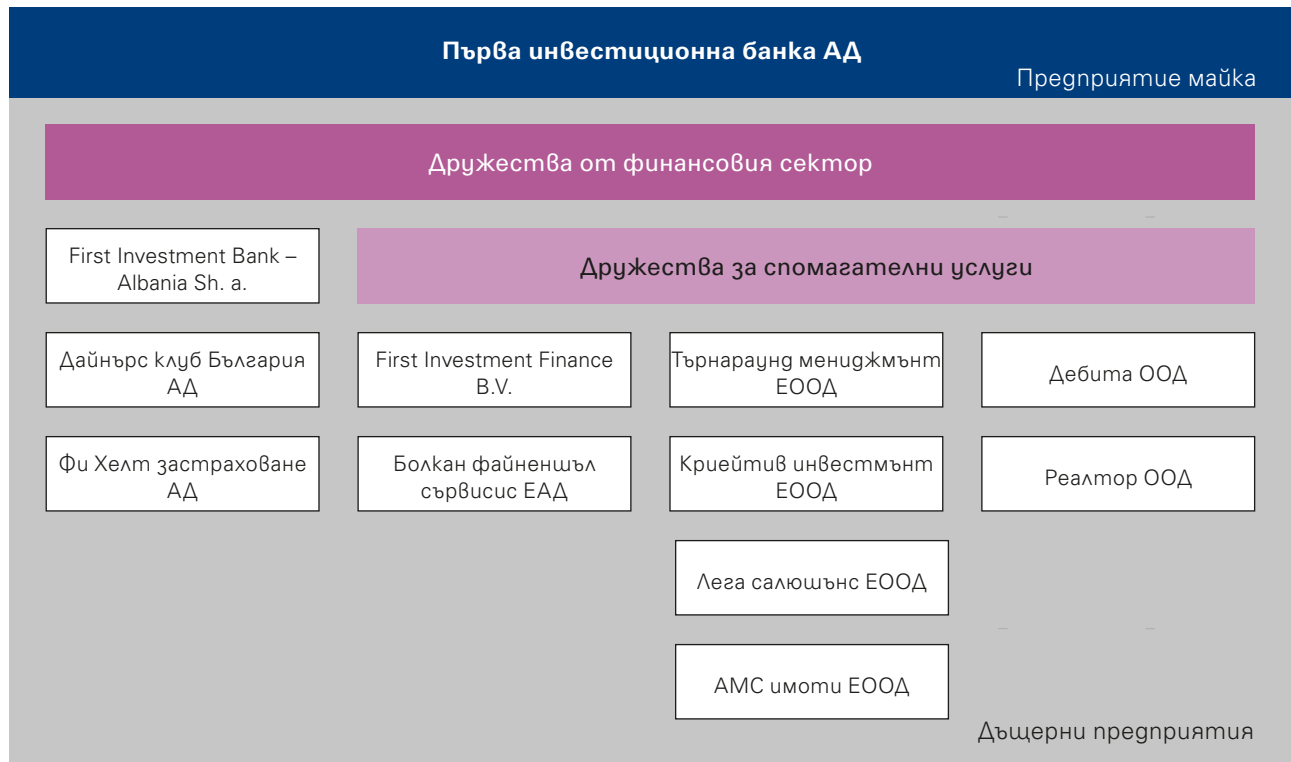 Първа инвестиционна банка АД
Предприятие майка
Дружества от финансовия сектор
First Investment Bank –
Albania Sh. a.
Дружества за спомагателни услуги
Дайнърс клуб България
АД
First Investment Finance
B.V.
Търнараунд мениджмънт
ЕООД
Дебита ООД
Фи Хелт застраховане
АД
Болкан файненшъл
сървисис ЕАД
Криейтив инвестмънт
ЕООД
Реалтор ООД
Лега салюшънс ЕООД
АМС имоти ЕООД
Дъщерни предприятия